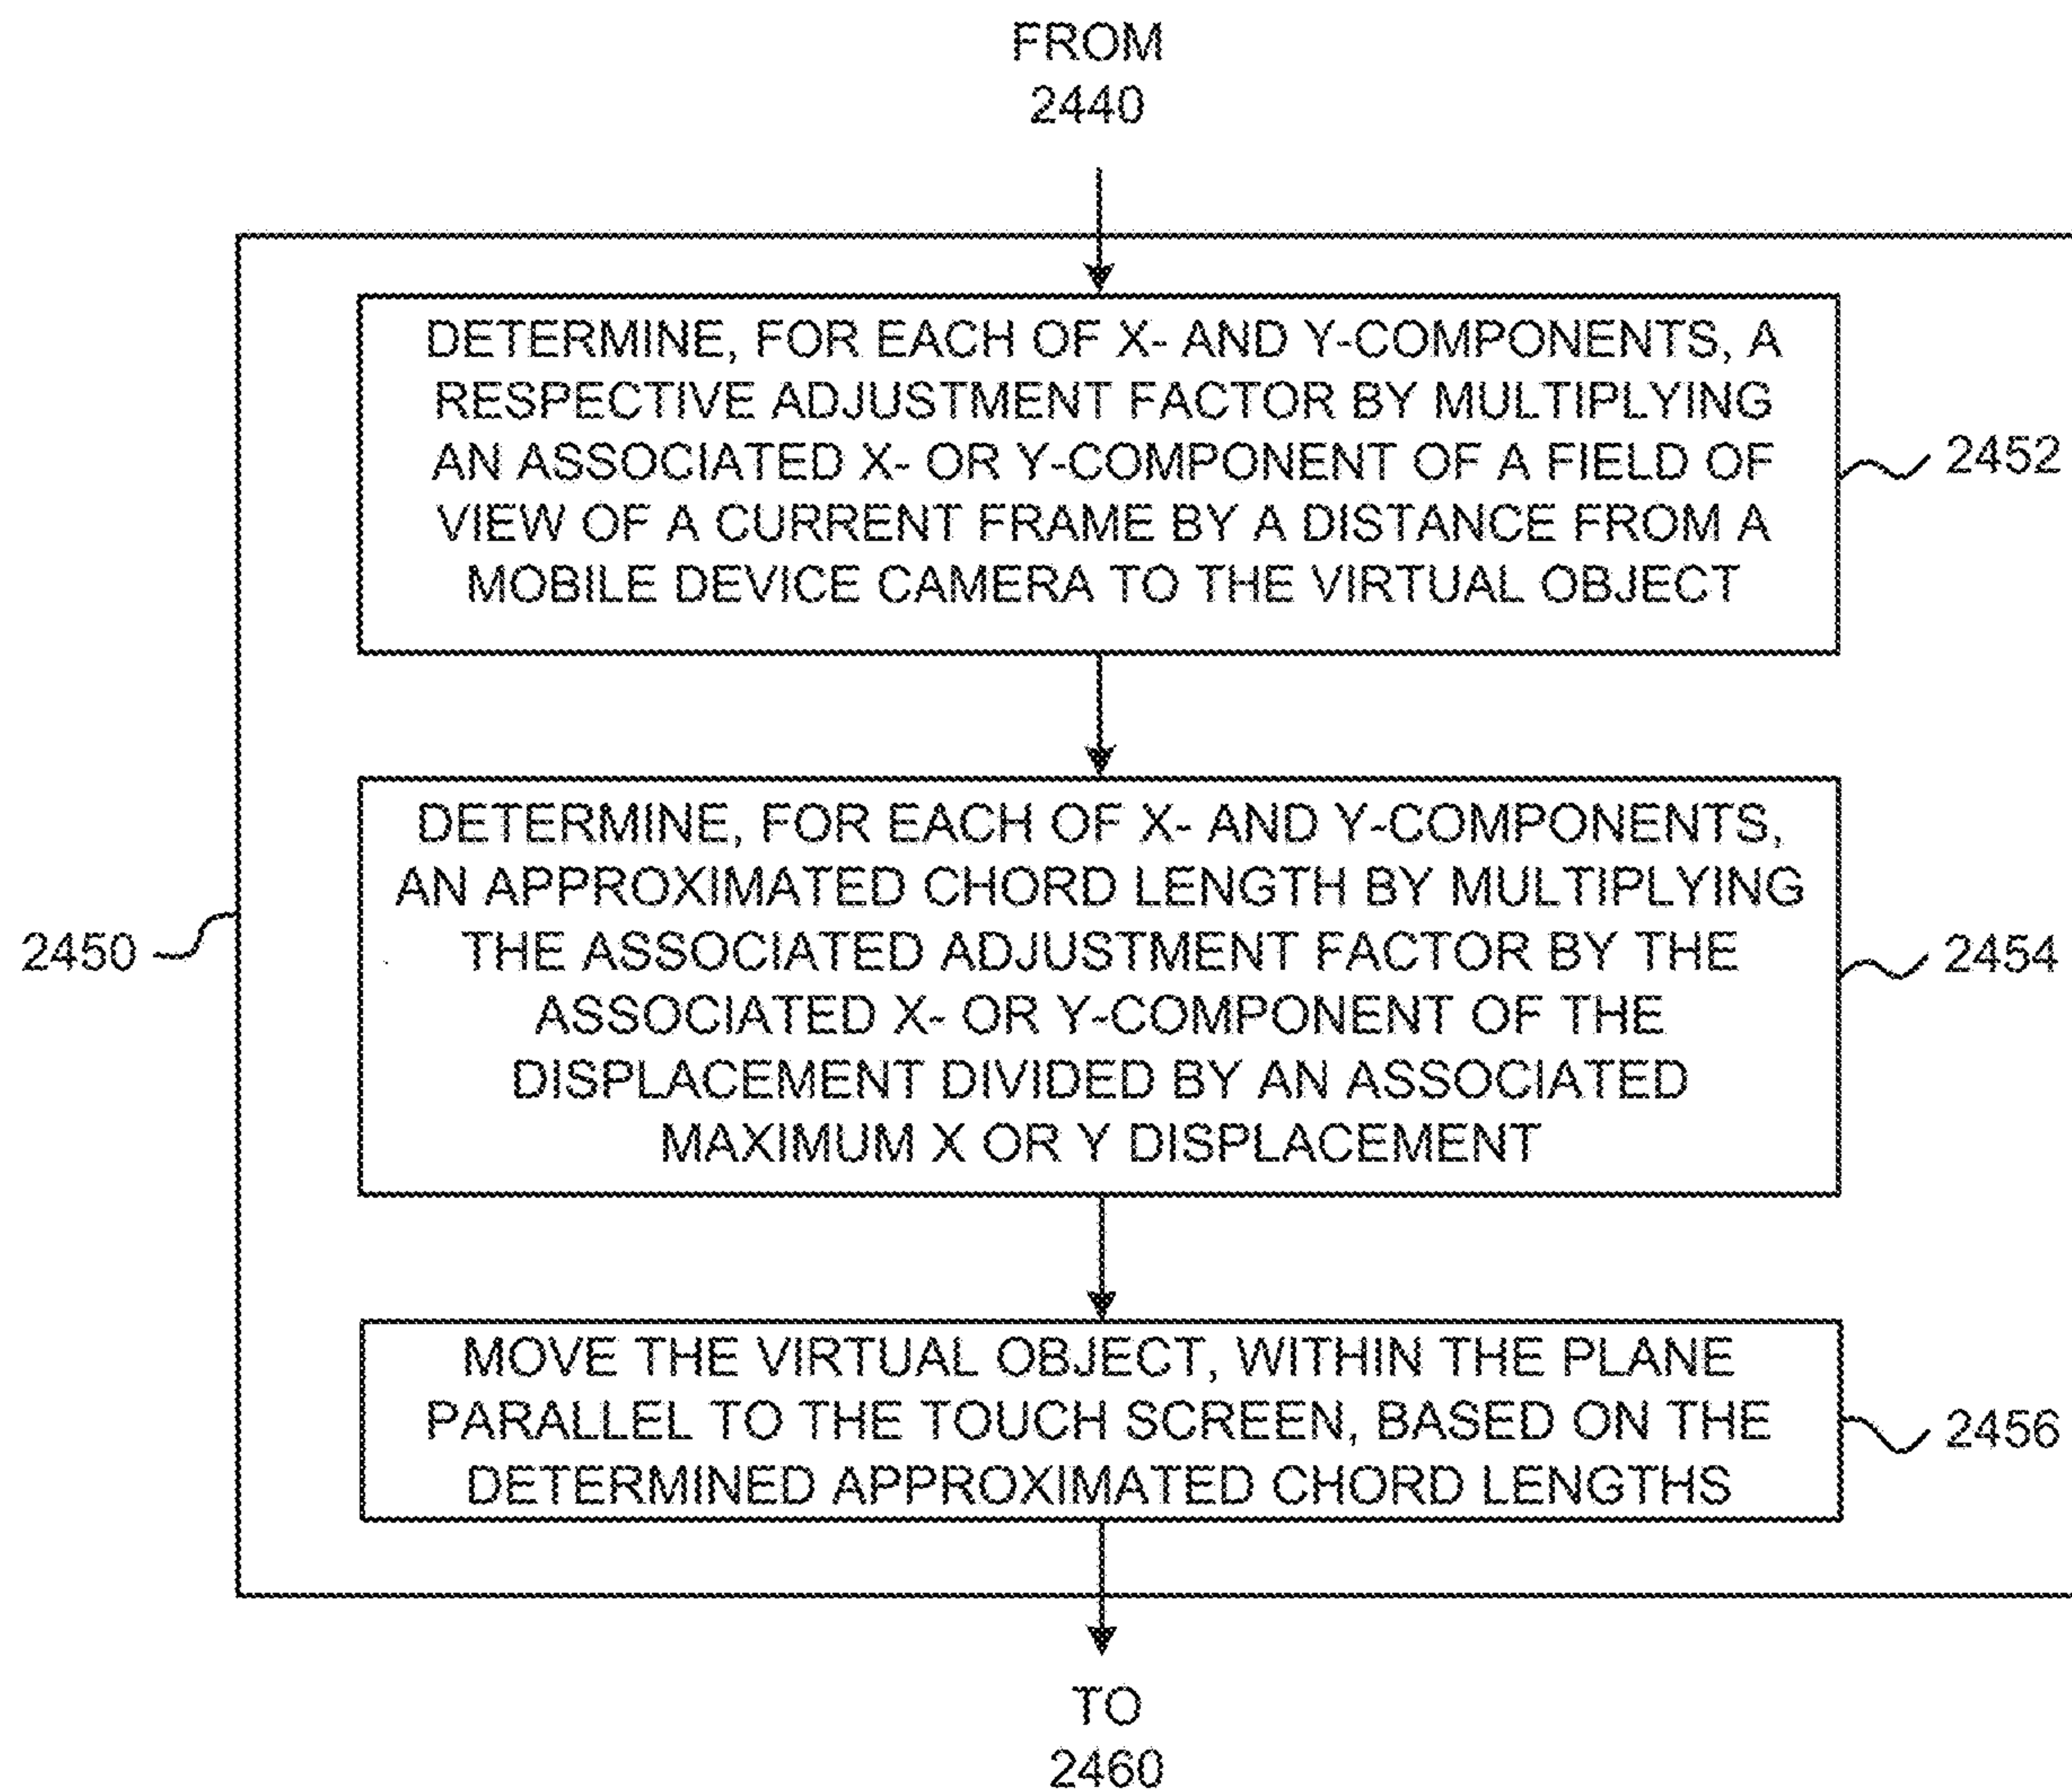 FROM
2440
DETERMINE, FOR EACH OF X- AND Y-COMPONENTS, A
RESPECTIVE ADJUSTMENT FACTOR BY MULTIPLYING
AN ASSOCIATED X- OR Y-COMPONENT OF A FIELD OF
VIEW OF A CURRENT FRAME BY A DISTANCE FROM A
MOBILE DEVICE CAMERA TO THE VIRTUAL OBJECT
2452
DETERMINE, FOR EACH OF X- AND Y-COMPONENTS,
AN APPROXIMATED CHORD LENGTH BY MULTIPLYING
THE ASSOCIATED ADJUSTMENT FACTOR BY THE
ASSOCIATED X- OR Y-COMPONENT OF THE
DISPLACEMENT DIVIDED BY AN ASSOCIATED
MAXIMUM X OR Y DISPLACEMENT
2450
2454
MOVE THE VIRTUAL OBJECT, WITHIN THE PLANE
PARALLEL TO THE TOUCH SCREEN, BASED ON THE
DETERMINED APPROXIMATED CHORD LENGTHS
2456
TO
2460